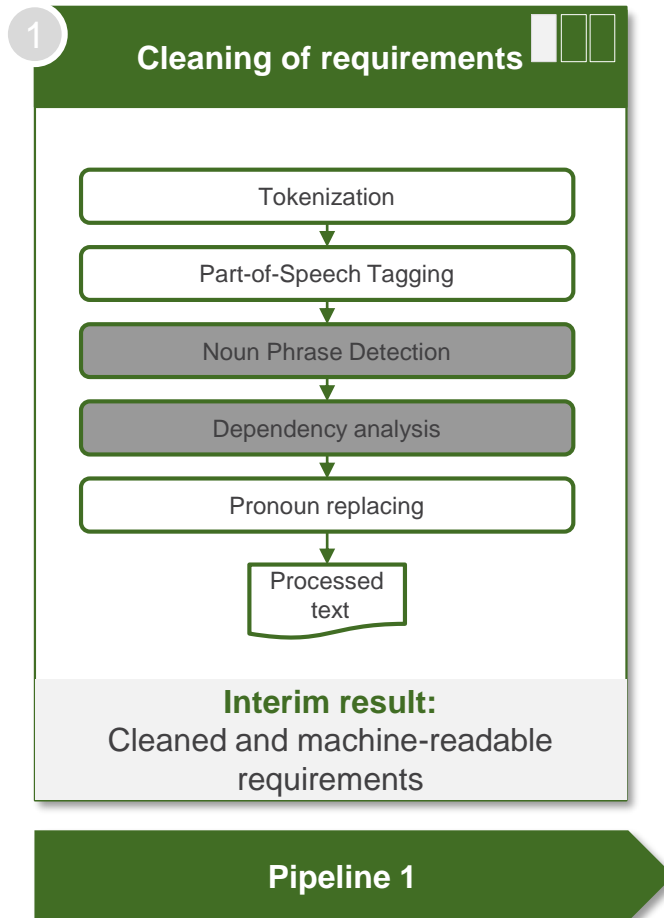 1
Cleaning of requirements
Tokenization
Part-of-Speech Tagging
Noun Phrase Detection
Dependency analysis
Pronoun replacing
Processed
text
Interim result:
Cleaned and machine-readable
requirements
Pipeline 1